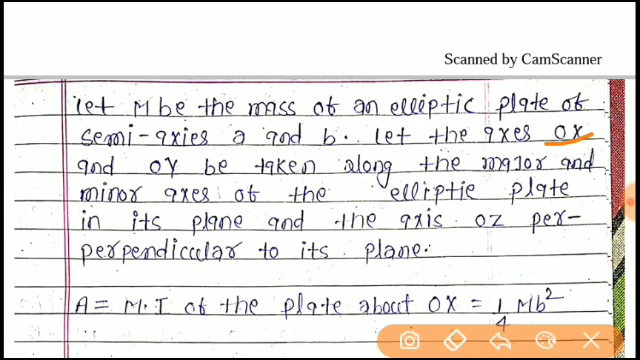 Scanned by CamScanner
Let M be the mass of an elliptic plate of
semi-axies a and b. Let the axes OX
and OY be taken along the major and
minor axes of the elliptie plate
in its plane and the axis OZ per-
perpendicular to its plane.
A = M.I of the plate about OX = 1/4 Mb²